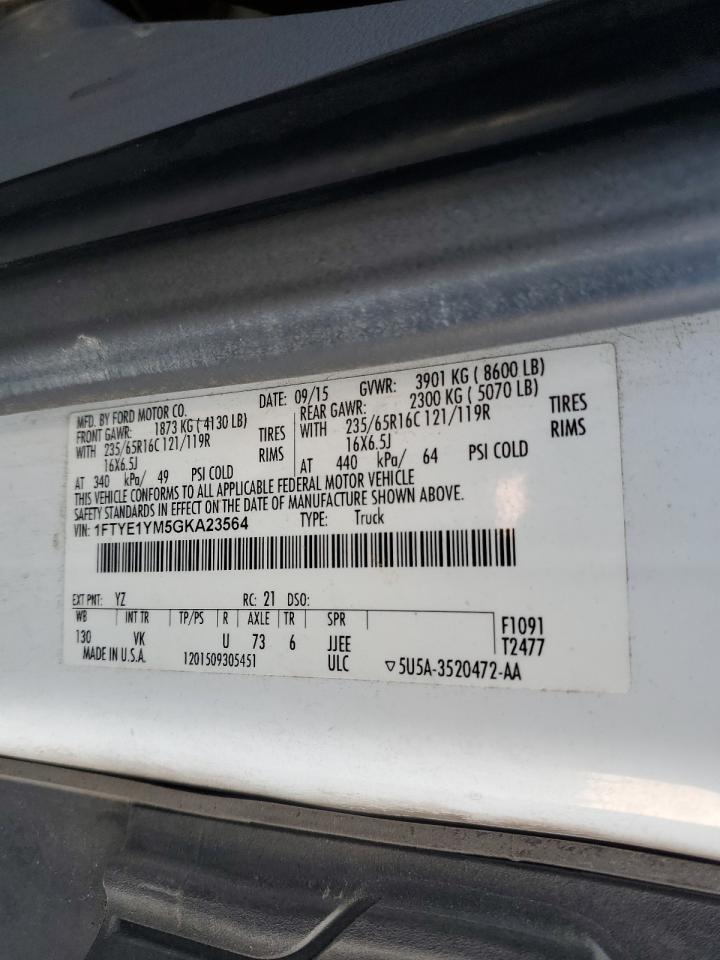 MFD. BY FORD MOTOR CO. DATE: 09/15 GVWR: 3901 KG ( 8600 LB)
FRONT GAWR: 1873 KG ( 4130 LB) REAR GAWR: 2300 KG ( 5070 LB)
WITH 235/65R16C 121/119R TIRES WITH 235/65R16C 121/119R TIRES
16X6.5J RIMS 16X6.5J RIMS
AT 340 kPa/ 49 PSI COLD AT 440 kPa/ 64 PSI COLD
THIS VEHICLE CONFORMS TO ALL APPLICABLE FEDERAL MOTOR VEHICLE
SAFETY STANDARDS IN EFFECT ON THE DATE OF MANUFACTURE SHOWN ABOVE.
VIN: 1FTYE1YM5GKA23564 TYPE: Truck
EXT PNT: YZ RC: 21 DSO:
WB INT TR TP/PS R AXLE TR SPR F1091
130 VK U 73 6 JJEE T2477
MADE IN U.S.A. 1201509305451 ULC ▽5U5A-3520472-AA